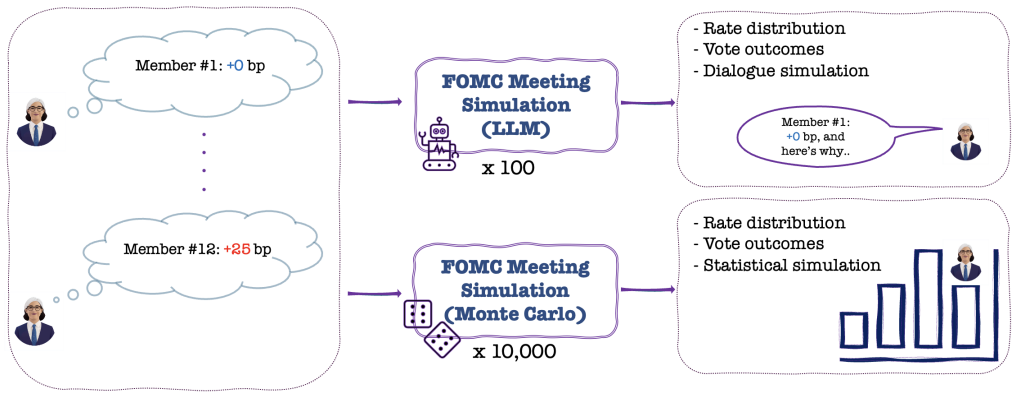 Member #1: +0 bp
Member #12: +25 bp
FOMC Meeting
Simulation
(LLM)
x 100
FOMC Meeting
Simulation
(Monte Carlo)
x 10,000
- Rate distribution
- Vote outcomes
- Dialogue simulation
Member #1:
+0 bp, and
here's why..
- Rate distribution
- Vote outcomes
- Statistical simulation